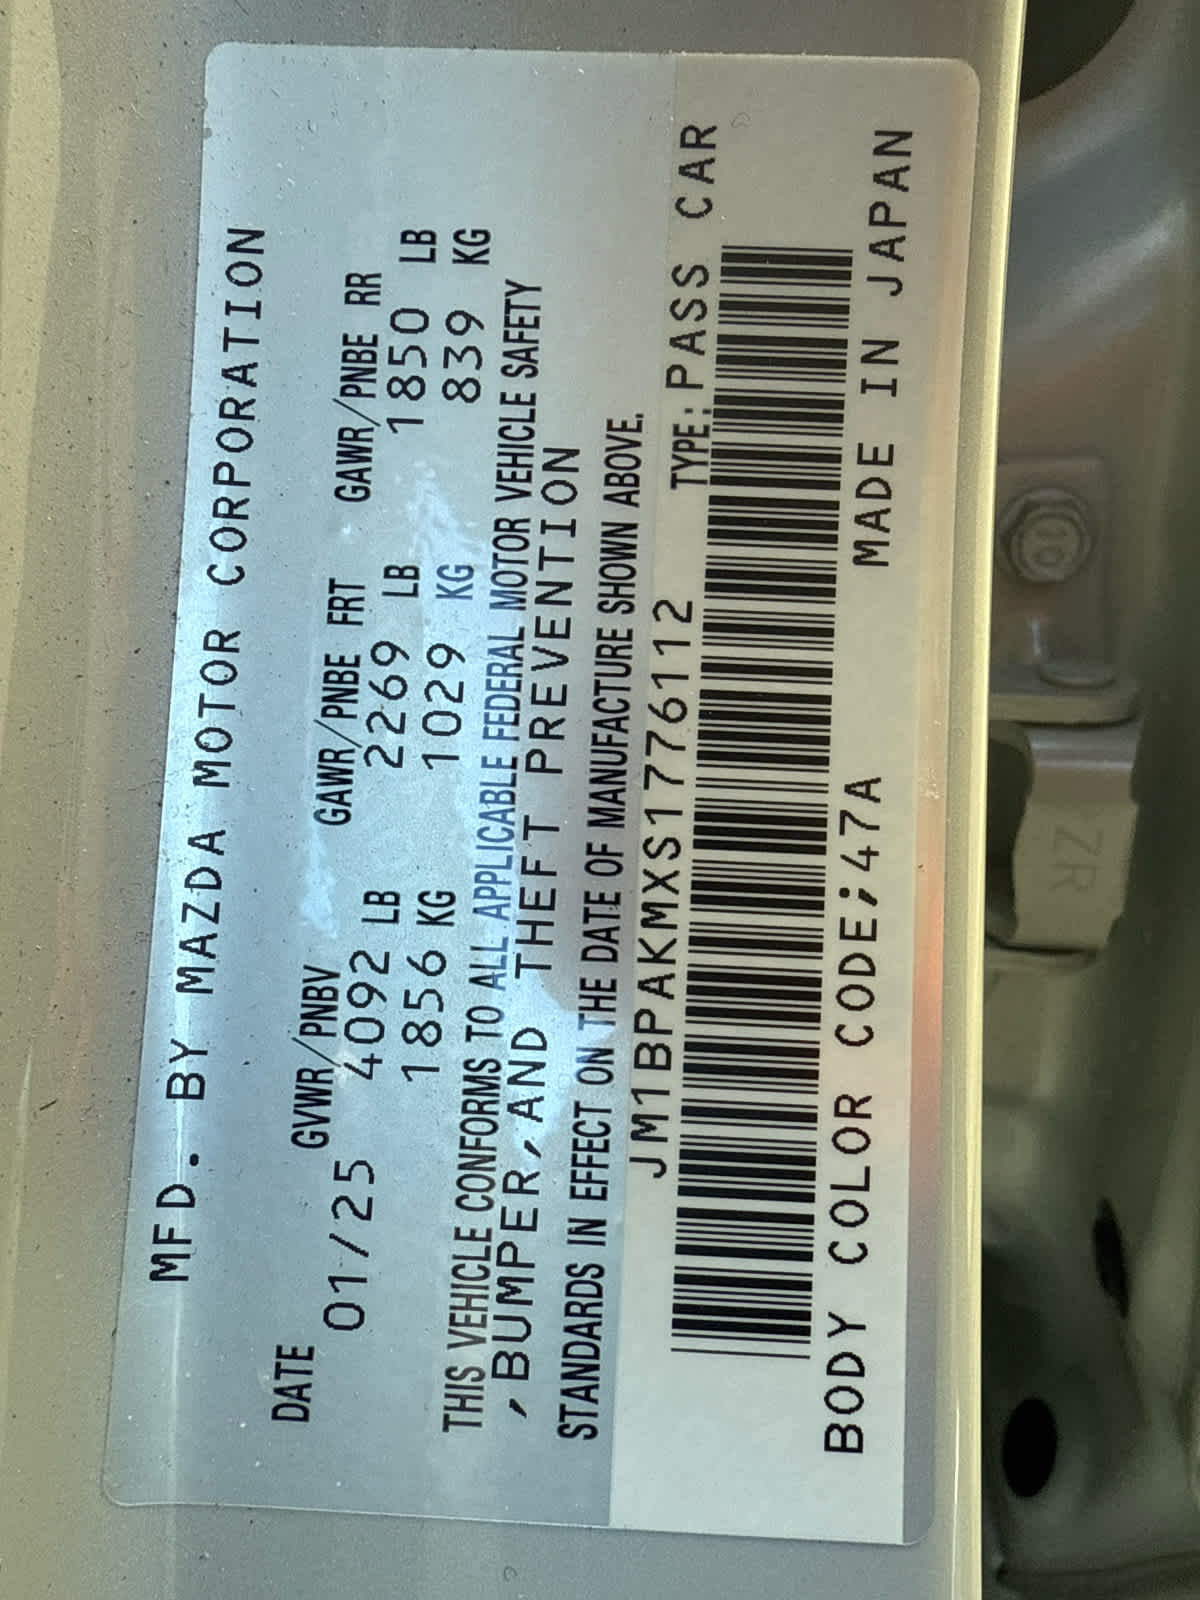 MFD. BY MAZDA MOTOR CORPORATION
DATE GVWR/PNBV GAWR/PNBE FRT GAWR/PNBE RR
01/25 4092 LB 2269 LB 1850 LB
1856 KG 1029 KG 839 KG
THIS VEHICLE CONFORMS TO ALL APPLICABLE FEDERAL MOTOR VEHICLE SAFETY
,BUMPER,AND THEFT PREVENTION
STANDARDS IN EFFECT ON THE DATE OF MANUFACTURE SHOWN ABOVE.
JM1BPAKMXS1776112 TYPE:PASS CAR
BODY COLOR CODE;47A MADE IN JAPAN
10
ZR